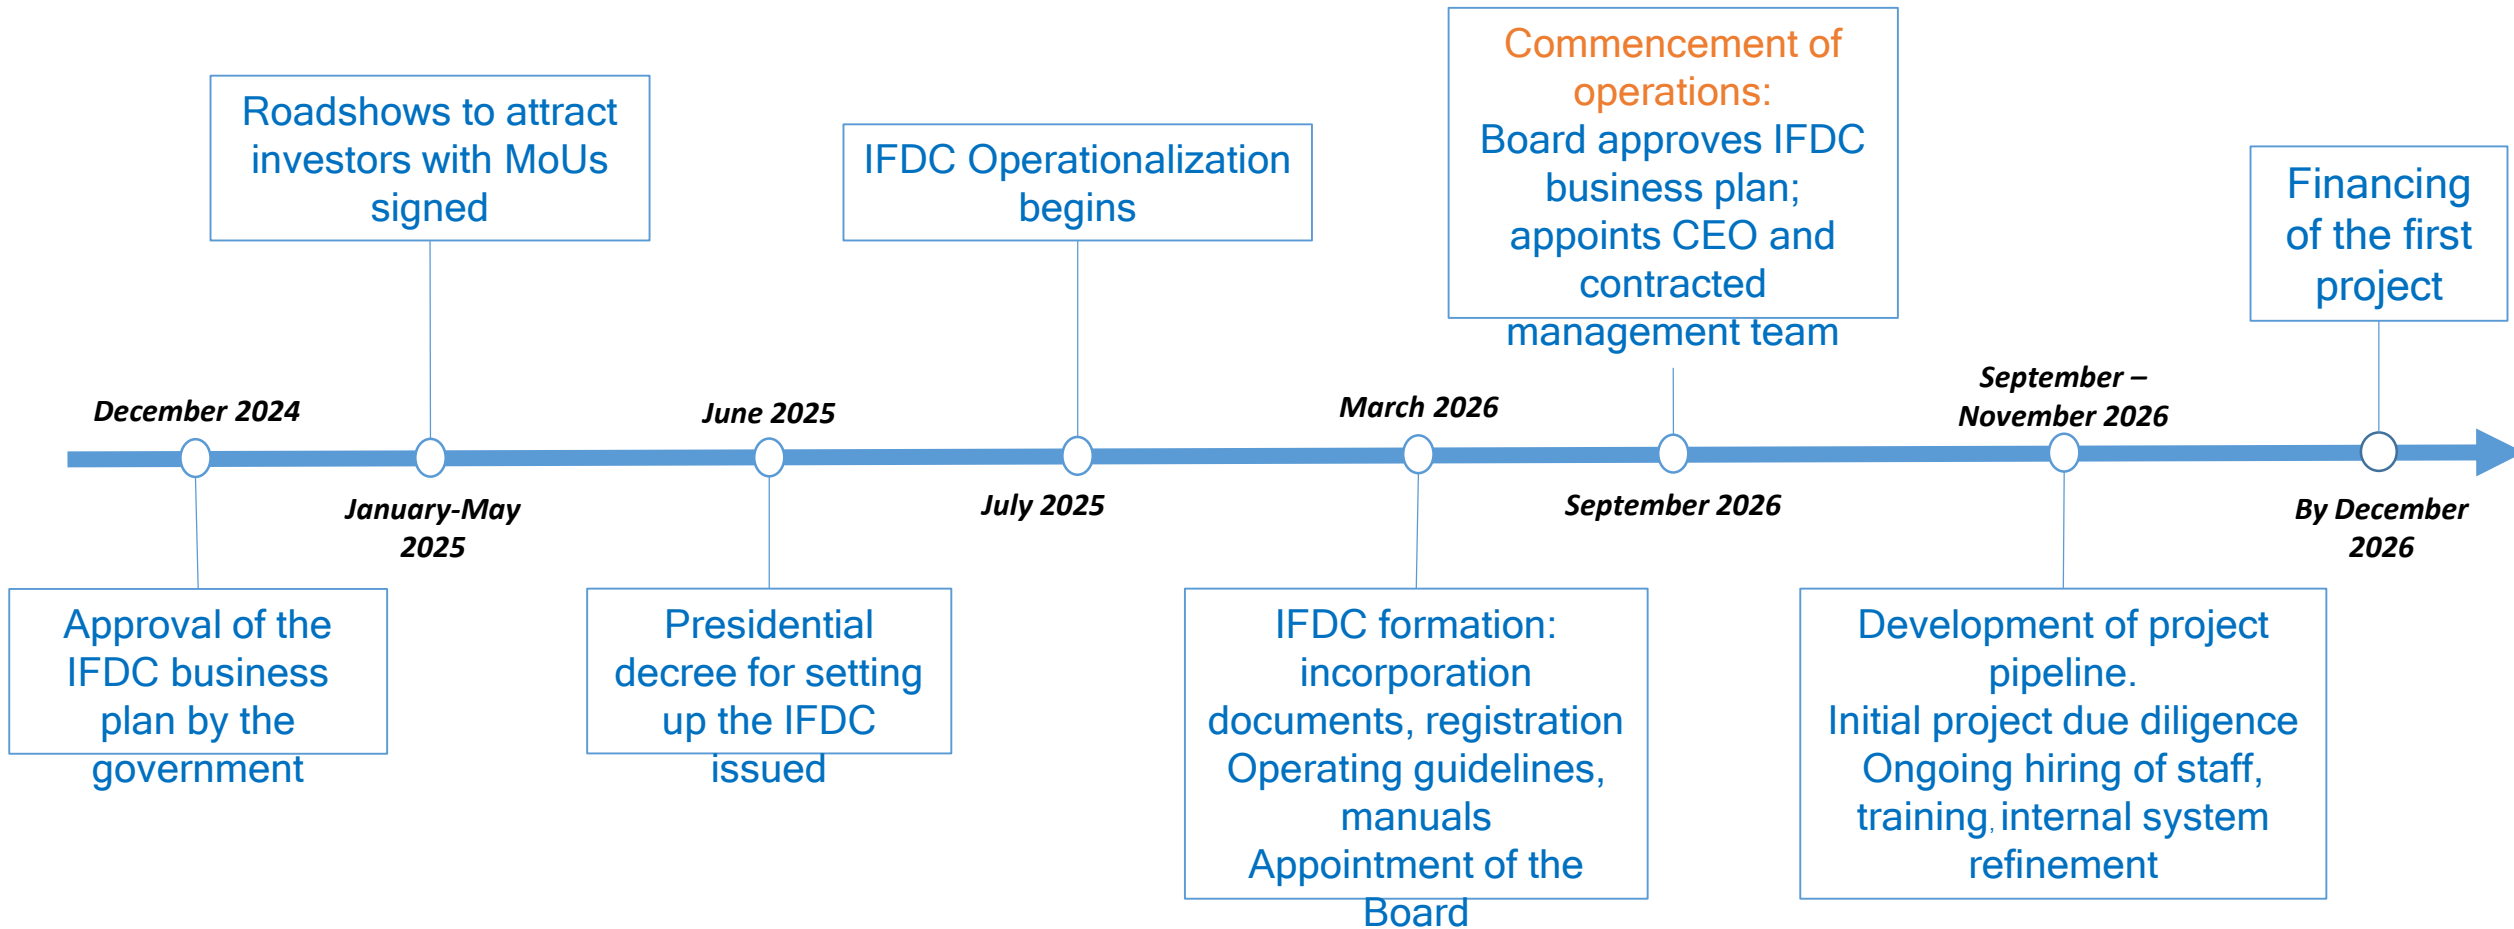 Roadshows to attract
investors with MoUs
signed
IFDC Operationalization
begins
Commencement of
operations:
Board approves IFDC
business plan;
appoints CEO and
contracted
management team
Financing
of the first
project
December 2024
January-May
2025
June 2025
July 2025
March 2026
September 2026
September –
November 2026
By December
2026
Approval of the
IFDC business
plan by the
government
Presidential
decree for setting
up the IFDC
issued
IFDC formation:
incorporation
documents, registration
Operating guidelines,
manuals
Appointment of the
Board
Development of project
pipeline.
Initial project due diligence
Ongoing hiring of staff,
training, internal system
refinement